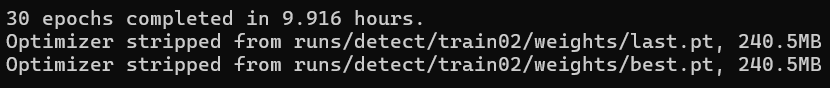 30 epochs completed in 9.916 hours.
Optimizer stripped from runs/detect/train02/weights/last.pt, 240.5MB
Optimizer stripped from runs/detect/train02/weights/best.pt, 240.5MB